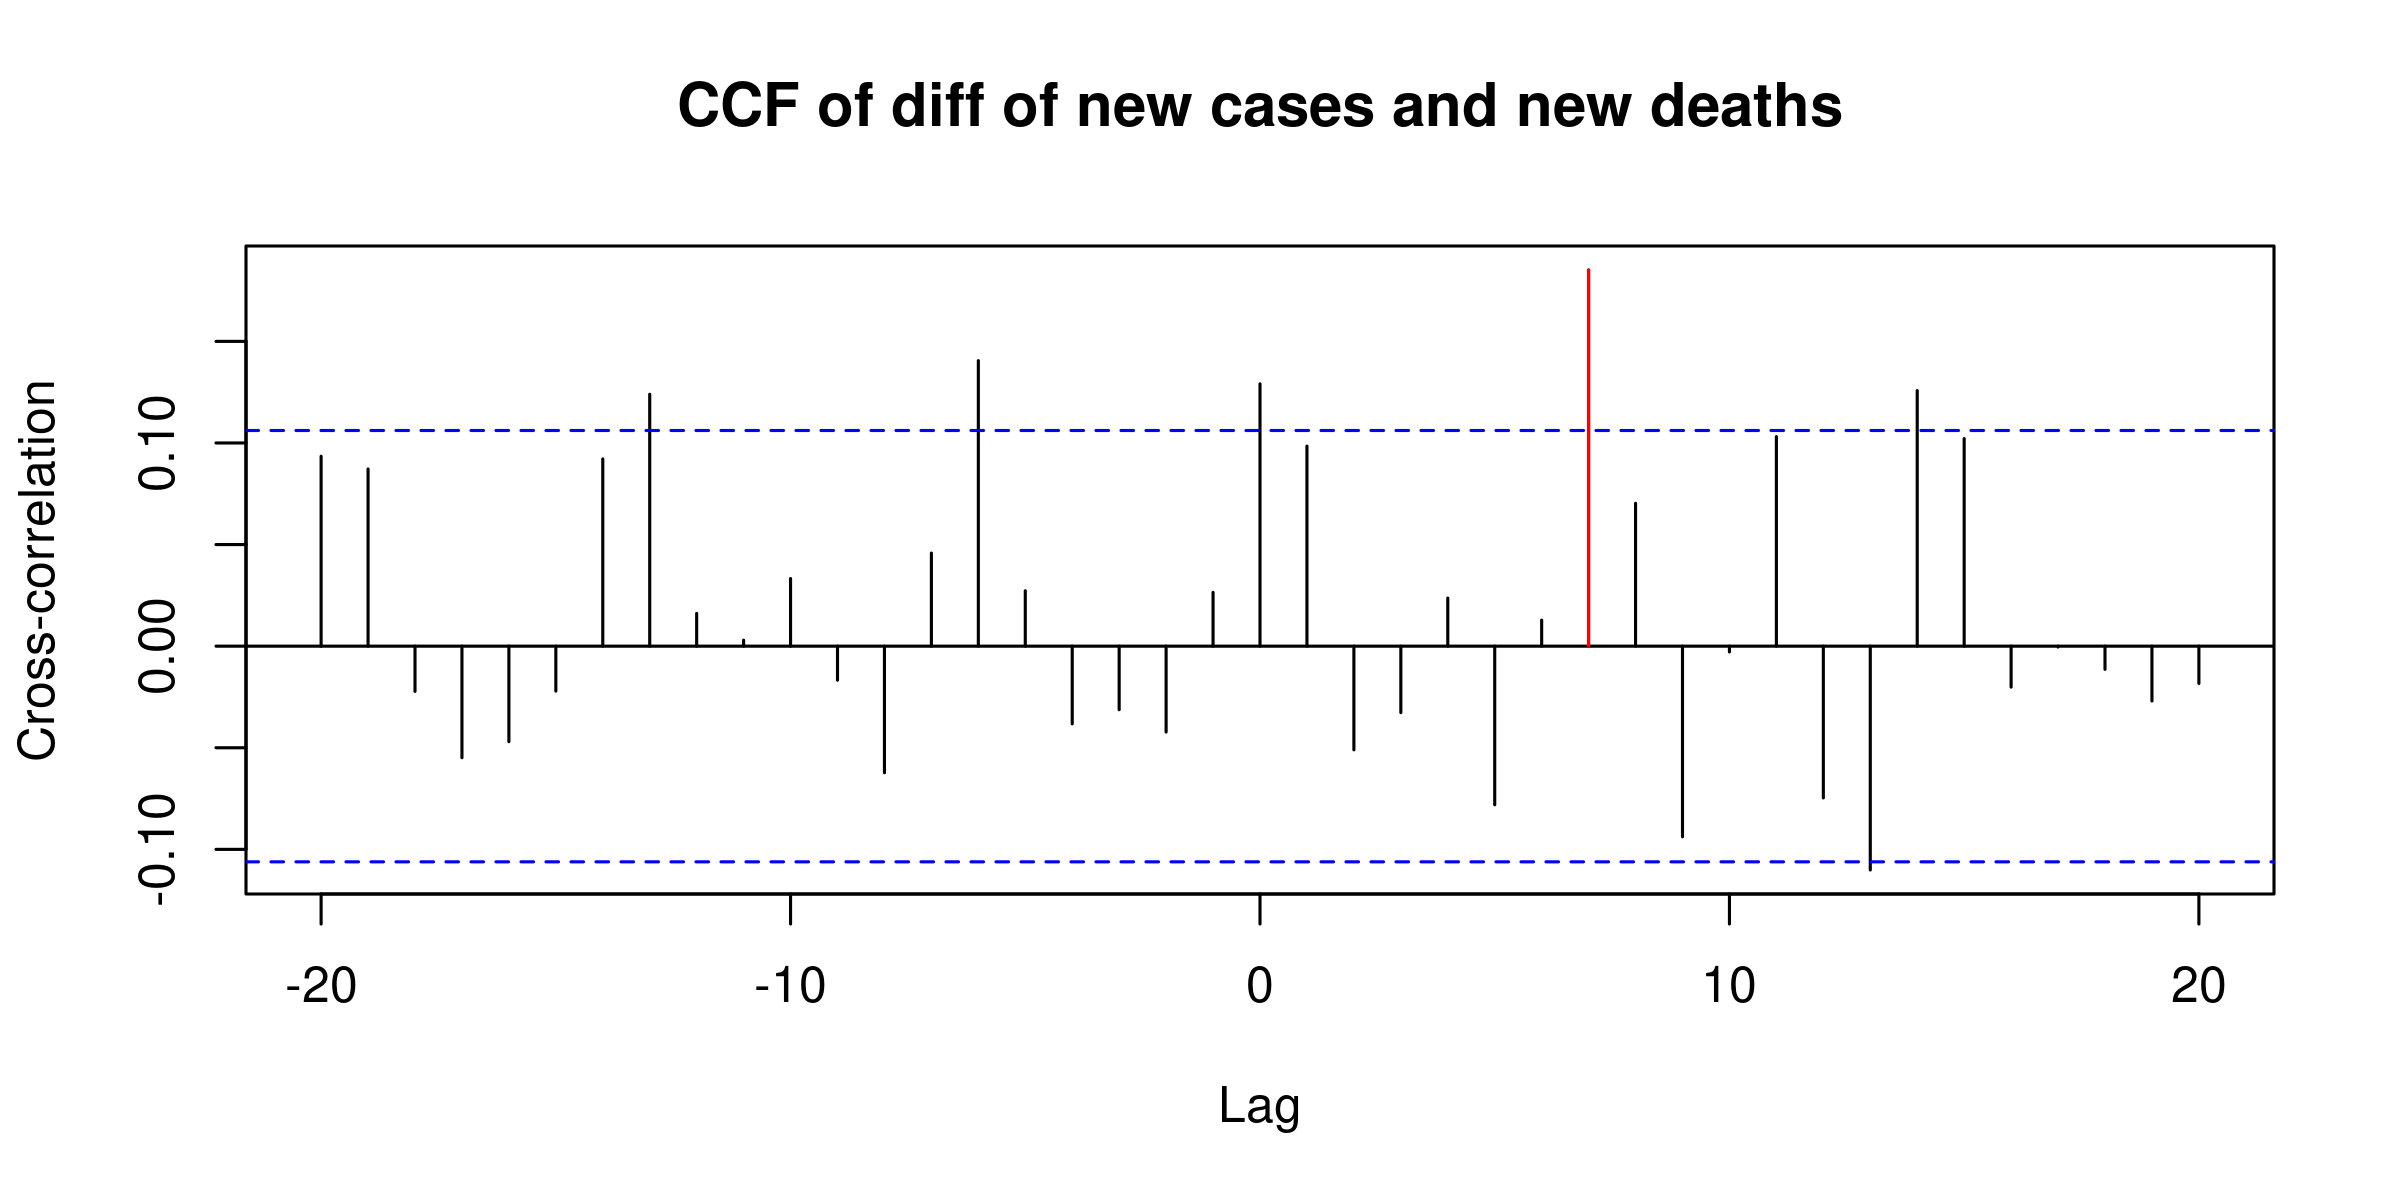 CCF of diff of new cases and new deaths
Cross-correlation
0.10
0.00
-0.10
-20 -10 0 10 20
Lag